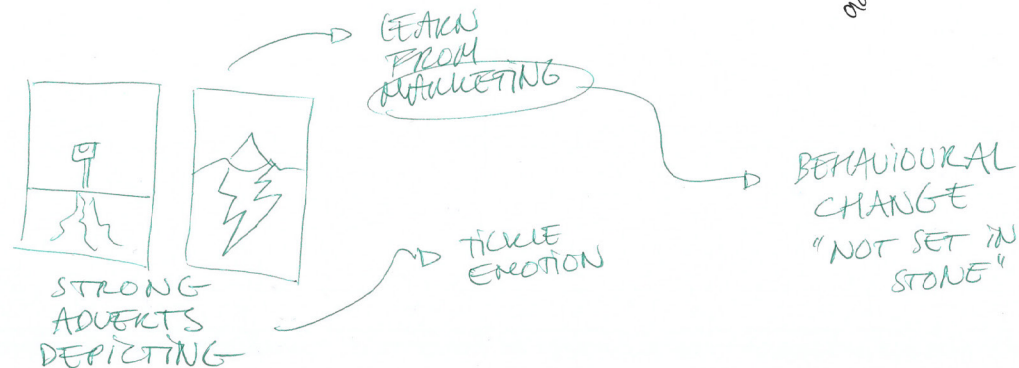 LEARN
FROM
MARKETING
BEHAVIOURAL
CHANGE
"NOT SET IN
STONE"
TICKLE
EMOTION
STRONG
ADVERTS
DEPICTING